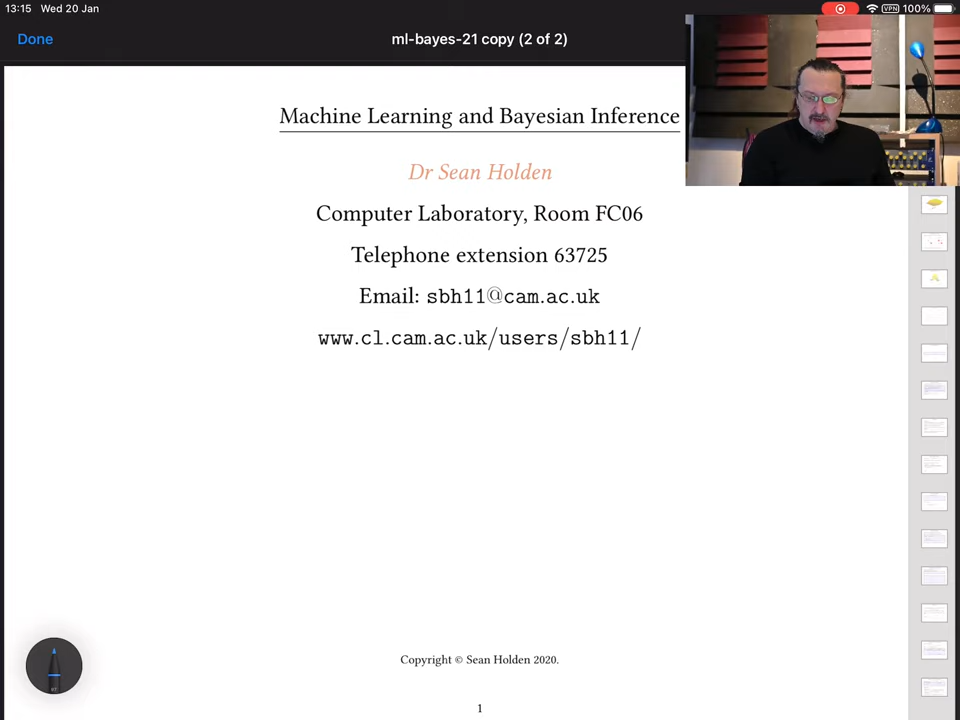 13:15 Wed 20 Jan
VPN 100%
Done
ml-bayes-21 copy (2 of 2)
Machine Learning and Bayesian Inference
Dr Sean Holden
Computer Laboratory, Room FC06
Telephone extension 63725
Email: sbh11@cam.ac.uk
www.cl.cam.ac.uk/users/sbh11/
Copyright © Sean Holden 2020.
1